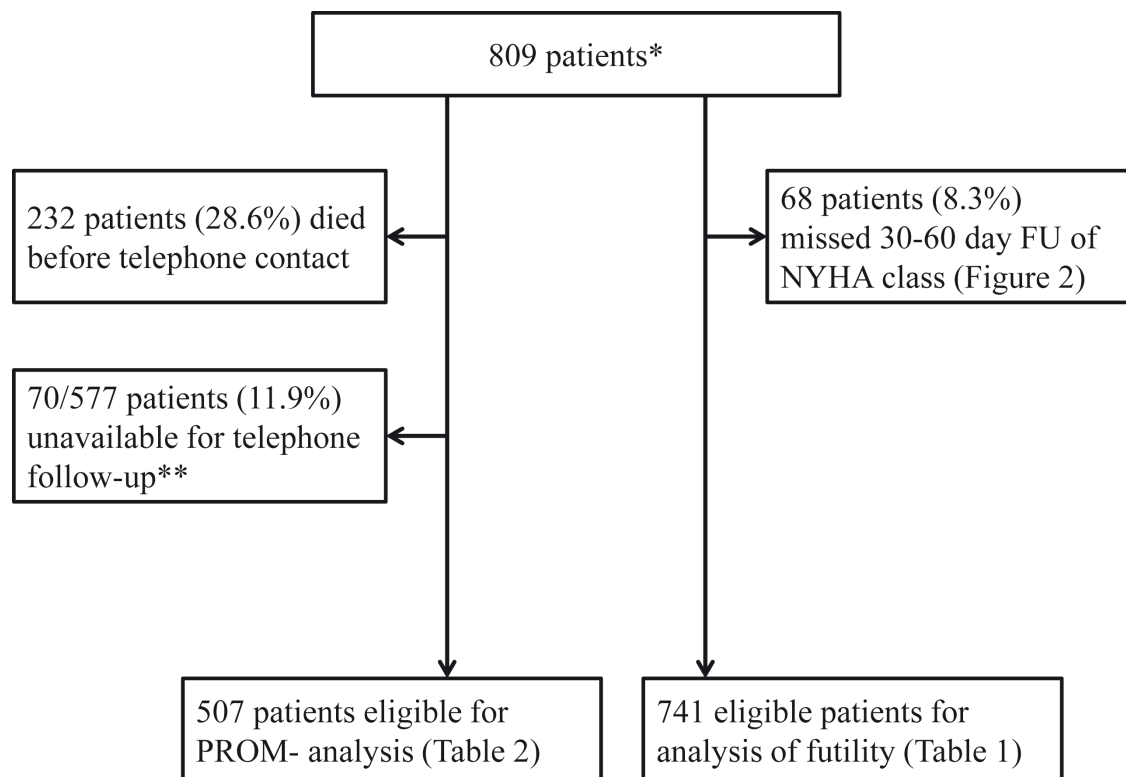 809 patients*
232 patients (28.6%) died
before telephone contact
68 patients (8.3%)
missed 30-60 day FU of
NYHA class (Figure 2)
70/577 patients (11.9%)
unavailable for telephone
follow-up**
507 patients eligible for
PROM- analysis (Table 2)
741 eligible patients for
analysis of futility (Table 1)